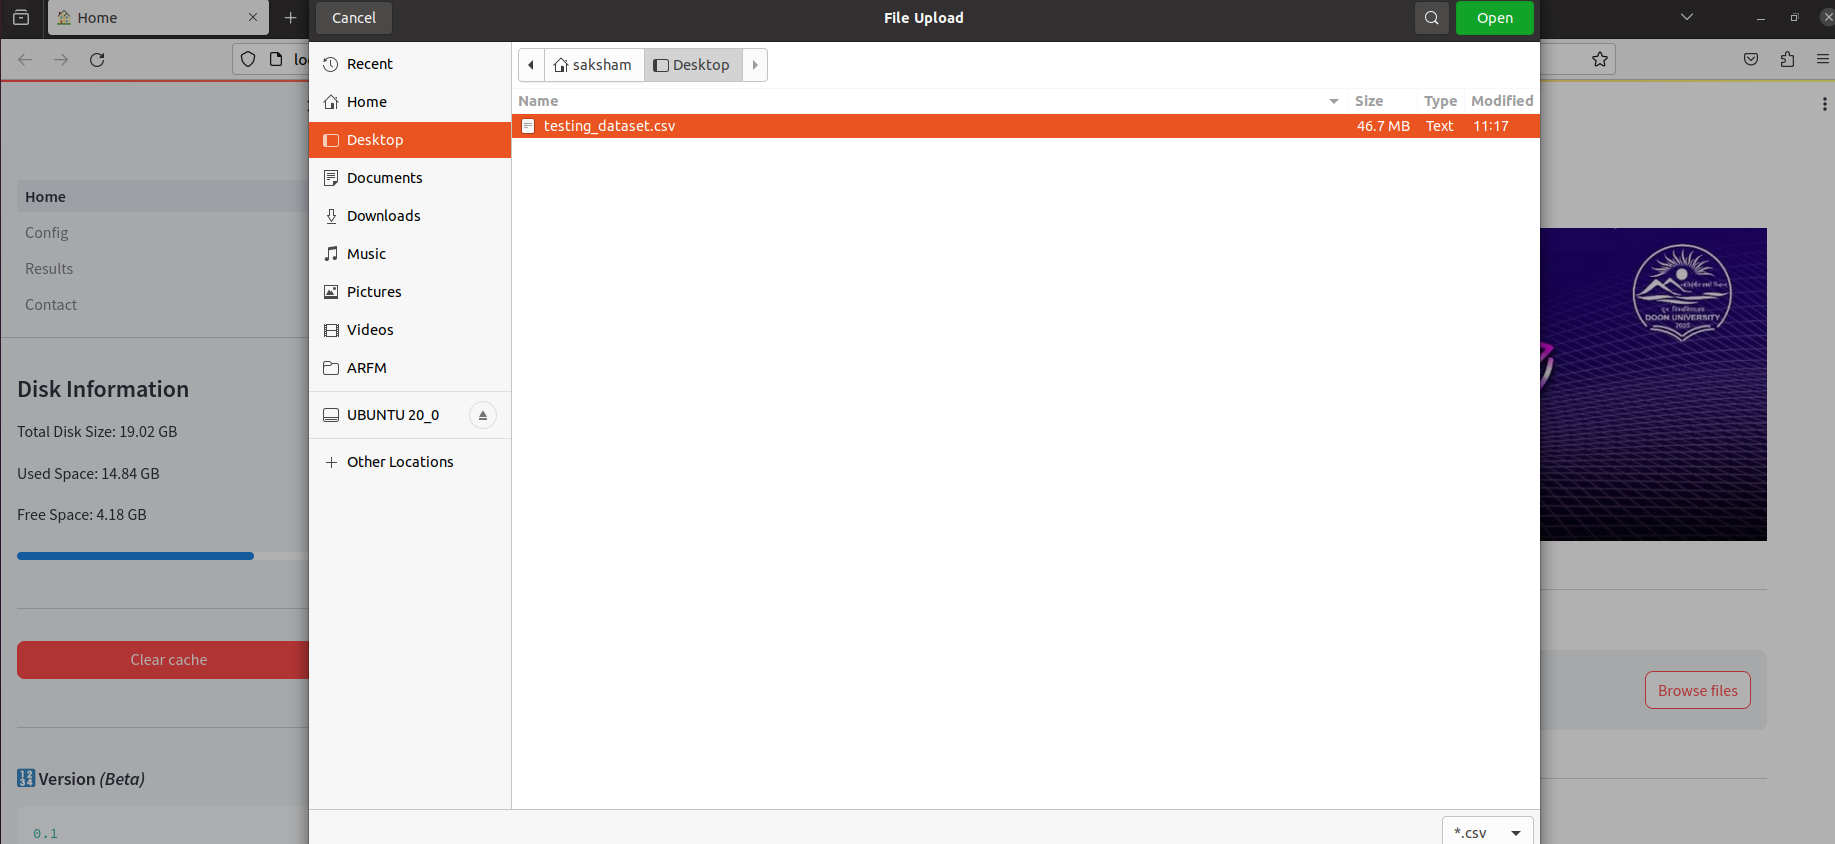 Home
Cancel
File Upload
Open
lo
Recent
Home
Desktop
Documents
Downloads
Music
Pictures
Videos
ARFM
UBUNTU 20_0
Other Locations
saksham
Desktop
Name
Size
Type
Modified
testing_dataset.csv
46.7 MB
Text
11:17
*.csv
Home
Config
Results
Contact
Disk Information
Total Disk Size: 19.02 GB
Used Space: 14.84 GB
Free Space: 4.18 GB
Clear cache
🔢 Version (Beta)
0.1
DOON UNIVERSITY
2005
Browse files